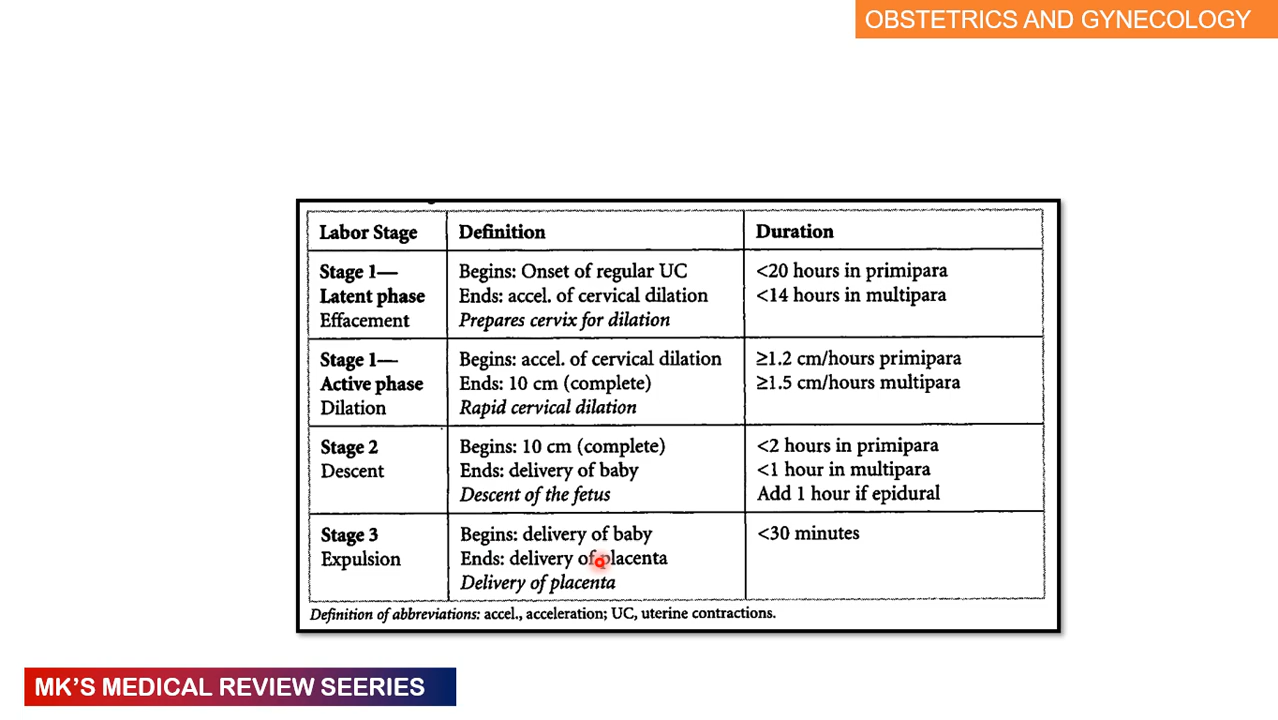 OBSTETRICS AND GYNECOLOGY
Labor Stage
Definition
Duration
Stage 1—
Latent phase
Effacement
Begins: Onset of regular UC
Ends: accel. of cervical dilation
Prepares cervix for dilation
<20 hours in primipara
<14 hours in multipara
Stage 1—
Active phase
Dilation
Begins: accel. of cervical dilation
Ends: 10 cm (complete)
Rapid cervical dilation
≥1.2 cm/hours primipara
≥1.5 cm/hours multipara
Stage 2
Descent
Begins: 10 cm (complete)
Ends: delivery of baby
Descent of the fetus
<2 hours in primipara
<1 hour in multipara
Add 1 hour if epidural
Stage 3
Expulsion
Begins: delivery of baby
Ends: delivery of placenta
Delivery of placenta
<30 minutes
Definition of abbreviations: accel., acceleration; UC, uterine contractions.
MK'S MEDICAL REVIEW SEERIES